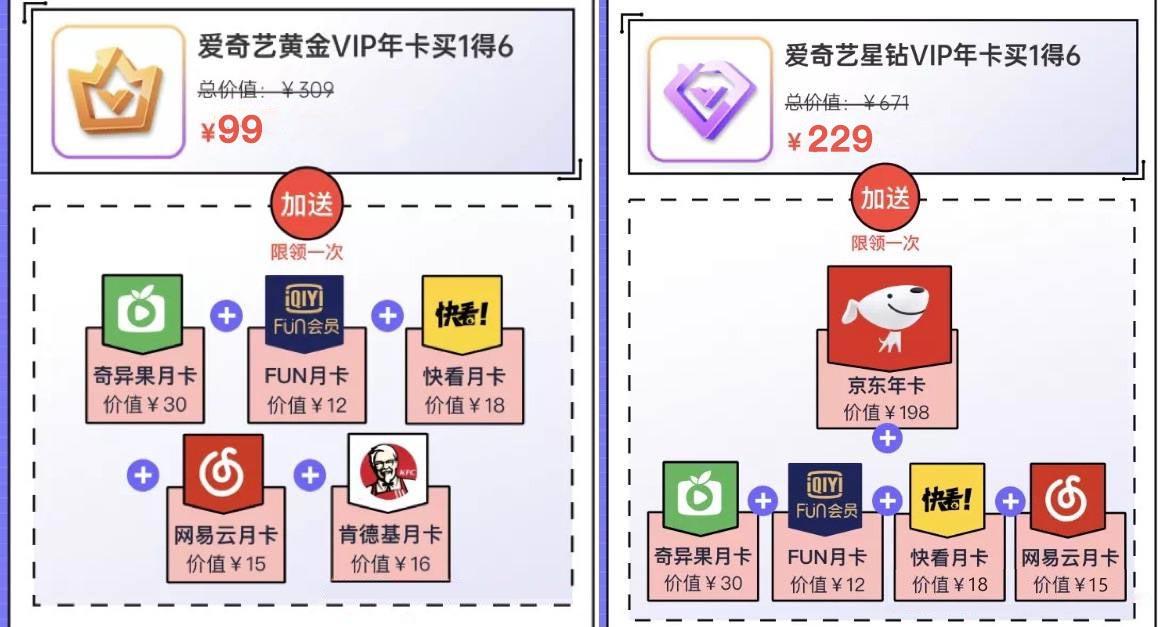 爱奇艺黄金VIP年卡买1得6
总价值：￥309
￥99
加送
限领一次
iQIYI
FUN会员
快看!
奇异果月卡
价值￥30
FUN月卡
价值￥12
快看月卡
价值￥18
KFC
网易云月卡
价值￥15
肯德基月卡
价值￥16
爱奇艺星钻VIP年卡买1得6
总价值：￥671
￥229
加送
限领一次
京东年卡
价值￥198
iQIYI
FUN会员
快看!
奇异果月卡
价值￥30
FUN月卡
价值￥12
快看月卡
价值￥18
网易云月卡
价值￥15